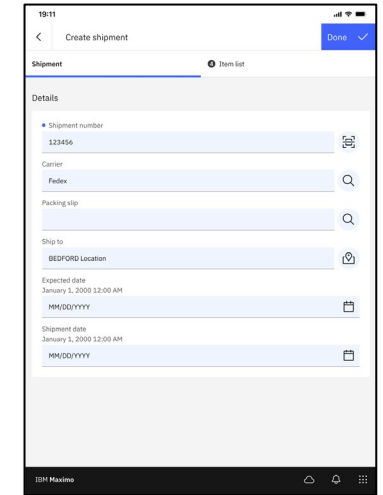 19:11
Create shipment
Done
Shipment
4 Item list
Details
Shipment number
123456
Carrier
Fedex
Packing slip
Ship to
BEDFORD Location
Expected date
January 1, 2000 12:00 AM
MM/DD/YYYY
Shipment date
January 1, 2000 12:00 AM
MM/DD/YYYY
IBM Maximo